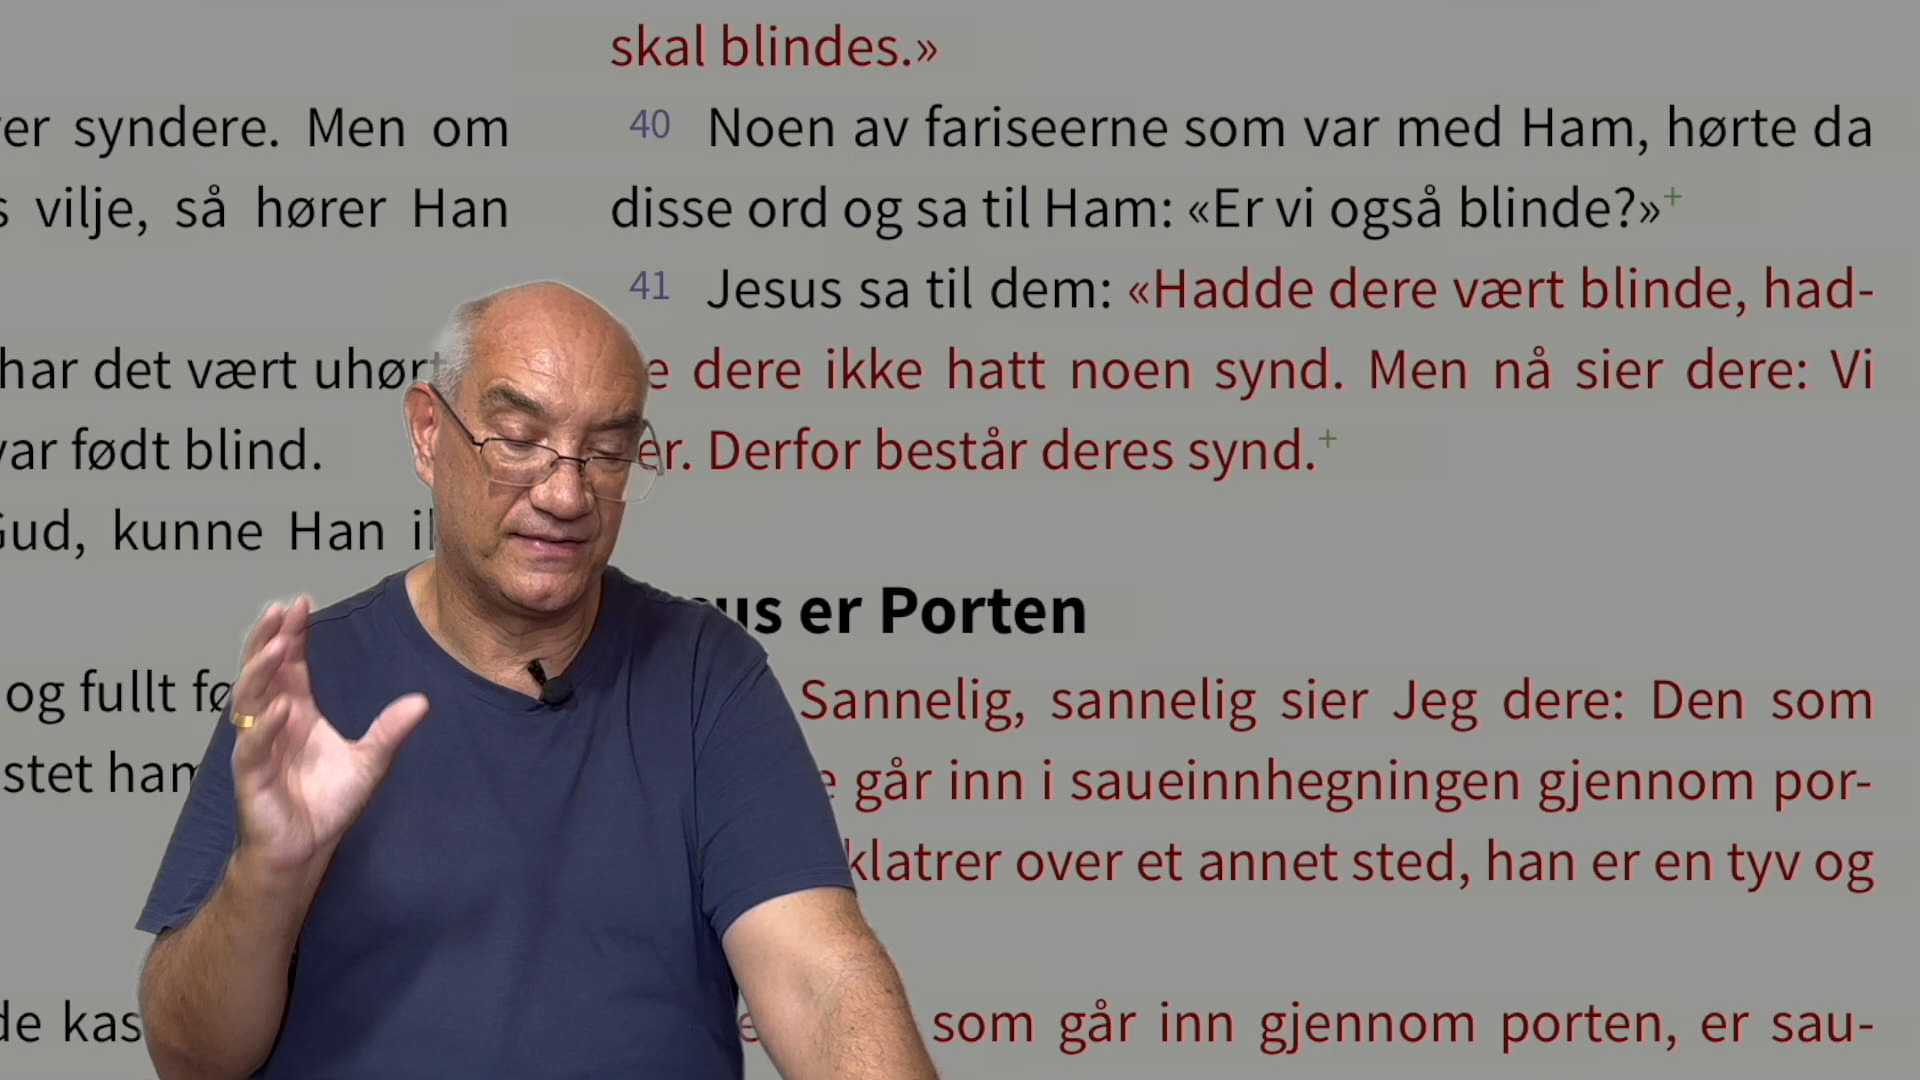 syndere. Men om
vilje, så hører Han
har det vært uhørt
var født blind.
Gud, kunne Han
og fullt
stet ham
de kas
skal blindes.»
40 Noen av fariseerne som var med Ham, hørte da
disse ord og sa til Ham: «Er vi også blinde?»+
41 Jesus sa til dem: «Hadde dere vært blinde, had-
e dere ikke hatt noen synd. Men nå sier dere: Vi
er. Derfor består deres synd.+
us er Porten
Sannelig, sannelig sier Jeg dere: Den som
går inn i saueinnhegningen gjennom por-
klatrer over et annet sted, han er en tyv og
som går inn gjennom porten, er sau-